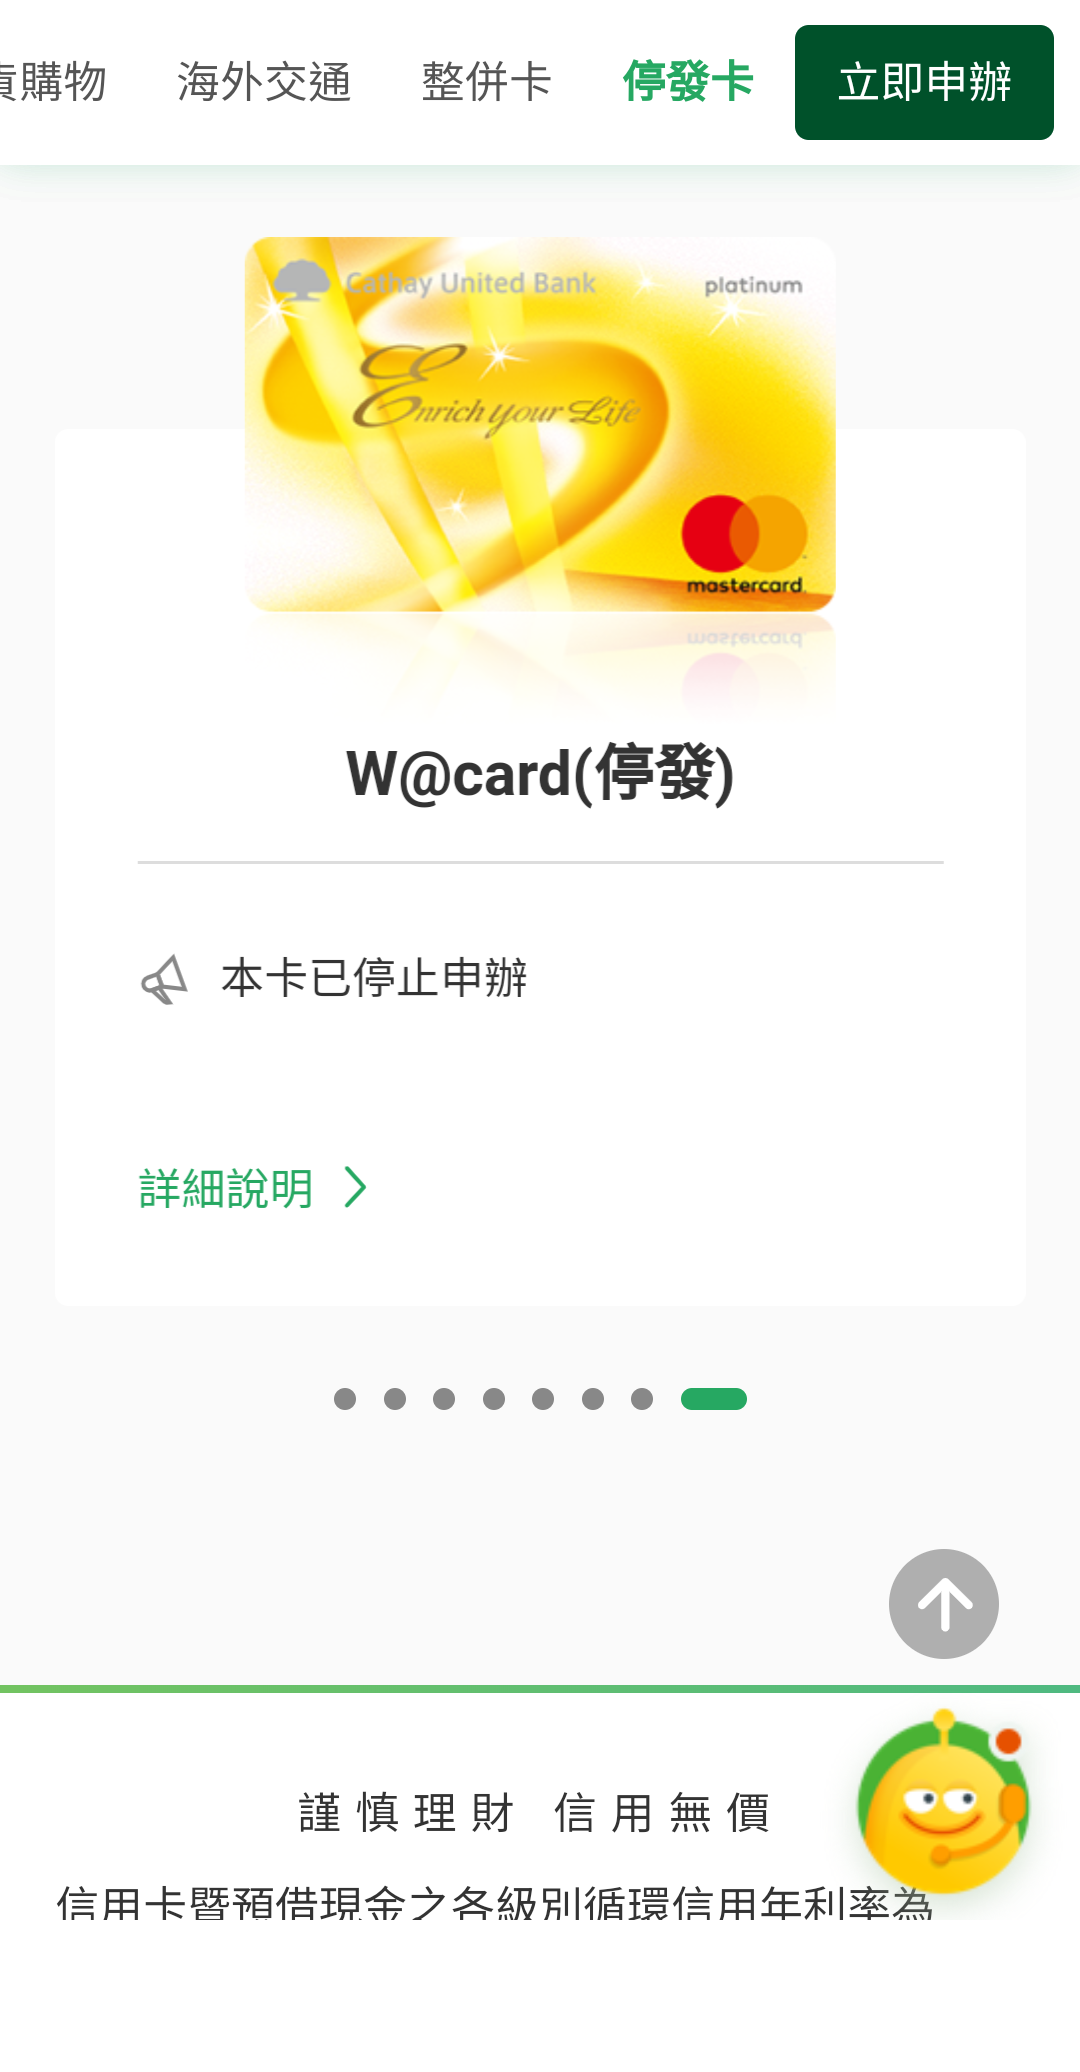 貨購物 海外交通 整併卡 停發卡 立即申辦
Cathay United Bank platinum
Enrich your Life
mastercard.
W@card(停發)
本卡已停止申辦
詳細說明
謹慎理財 信用無價
信用卡暨預借現金之各級別循環信用年利率為